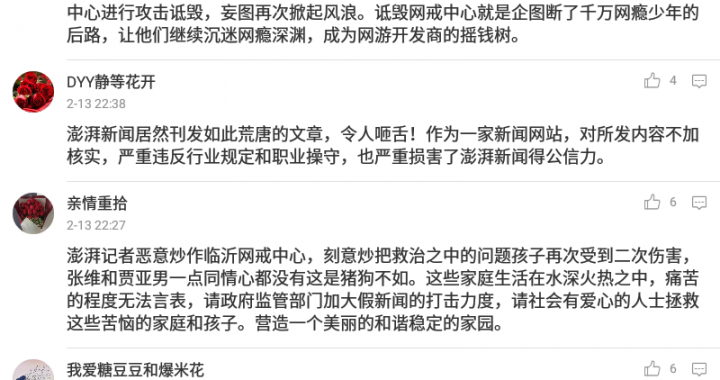 中心进行攻击诋毁，妄图再次掀起风浪。诋毁网戒中心就是企图断了千万网瘾少年的
后路，让他们继续沉迷网瘾深渊，成为网游开发商的摇钱树。
DYY静等花开
4
2-13 22:38
澎湃新闻居然刊发如此荒唐的文章，令人咂舌！作为一家新闻网站，对所发内容不加
核实，严重违反行业规定和职业操守，也严重损害了澎湃新闻得公信力。
亲情重拾
6
2-13 22:27
澎湃记者恶意炒作临沂网戒中心，刻意炒把救治之中的问题孩子再次受到二次伤害，
张维和贾亚男一点同情心都没有这是猪狗不如。这些家庭生活在水深火热之中，痛苦
的程度无法言表，请政府监管部门加大假新闻的打击力度，请社会有爱心的人士拯救
这些苦恼的家庭和孩子。营造一个美丽的和谐稳定的家园。
我爱糖豆豆和爆米花
6